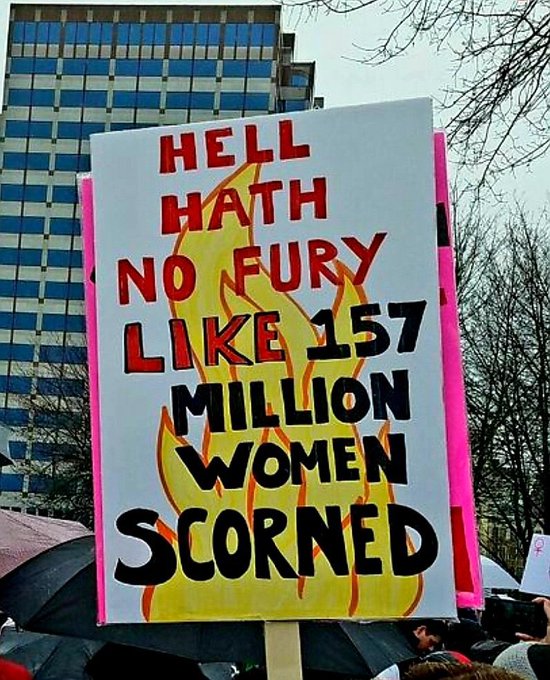 HELL
HATH
NO FURY
LIKE 157
MILLION
WOMEN
SCORNED